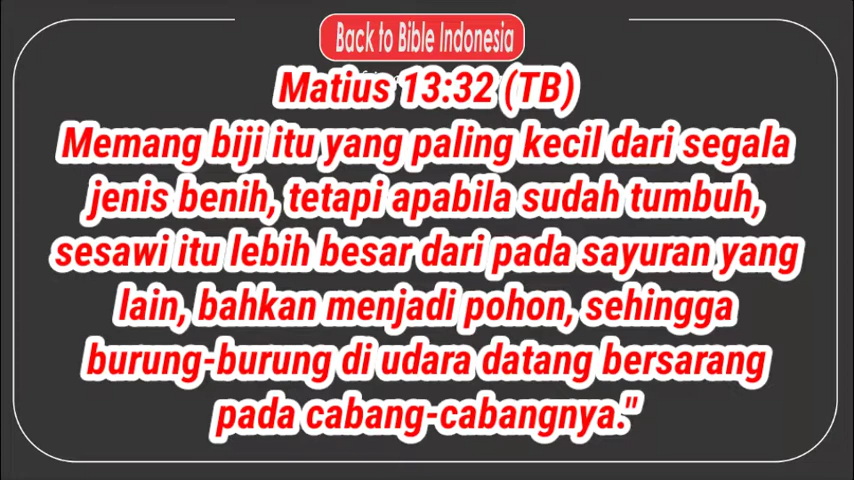 Back to Bible Indonesia
Matius 13:32 (TB)
Memang biji itu yang paling kecil dari segala
jenis benih, tetapi apabila sudah tumbuh,
sesawi itu lebih besar dari pada sayuran yang
lain, bahkan menjadi pohon, sehingga
burung-burung di udara datang bersarang
pada cabang-cabangnya."